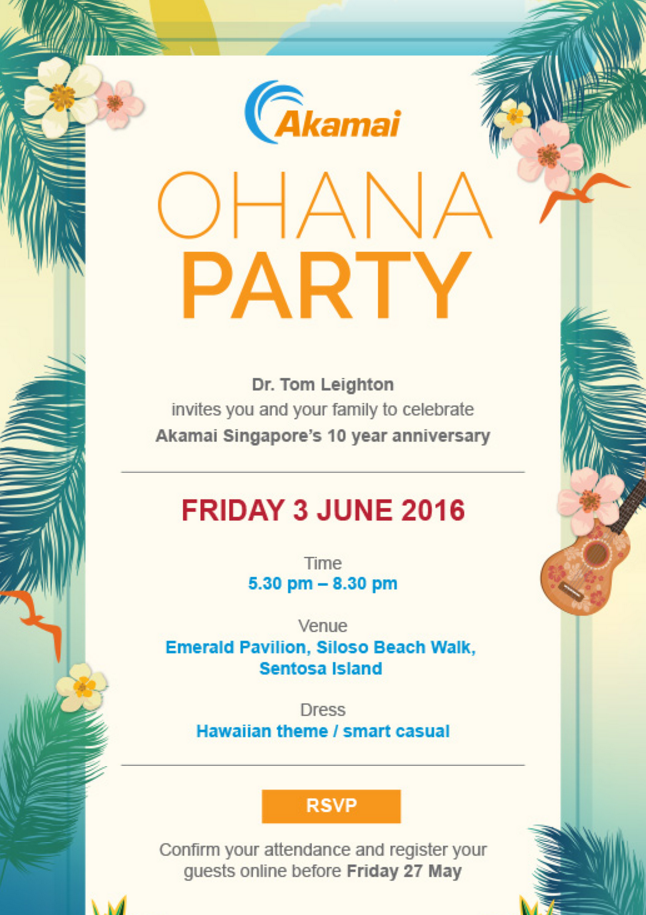 Akamai
OHANA
PARTY
Dr. Tom Leighton
invites you and your family to celebrate
Akamai Singapore's 10 year anniversary
FRIDAY 3 JUNE 2016
Time
5.30 pm – 8.30 pm
Venue
Emerald Pavilion, Siloso Beach Walk,
Sentosa Island
Dress
Hawaiian theme / smart casual
RSVP
Confirm your attendance and register your
guests online before Friday 27 May